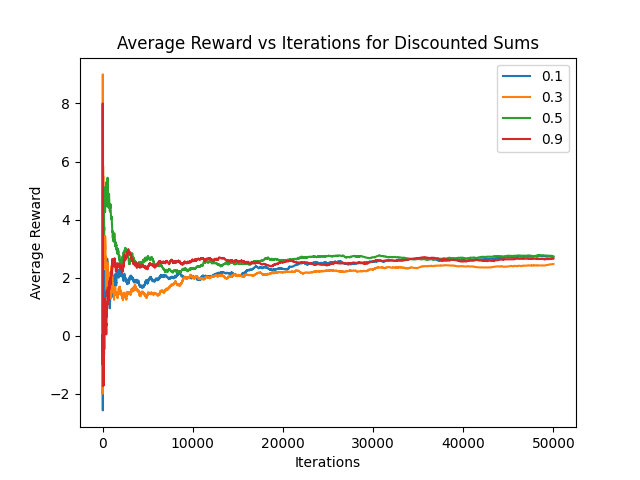 Average Reward vs Iterations for Discounted Sums
0.1
0.3
0.5
0.9
8
6
4
2
0
−2
Average Reward
0 10000 20000 30000 40000 50000
Iterations